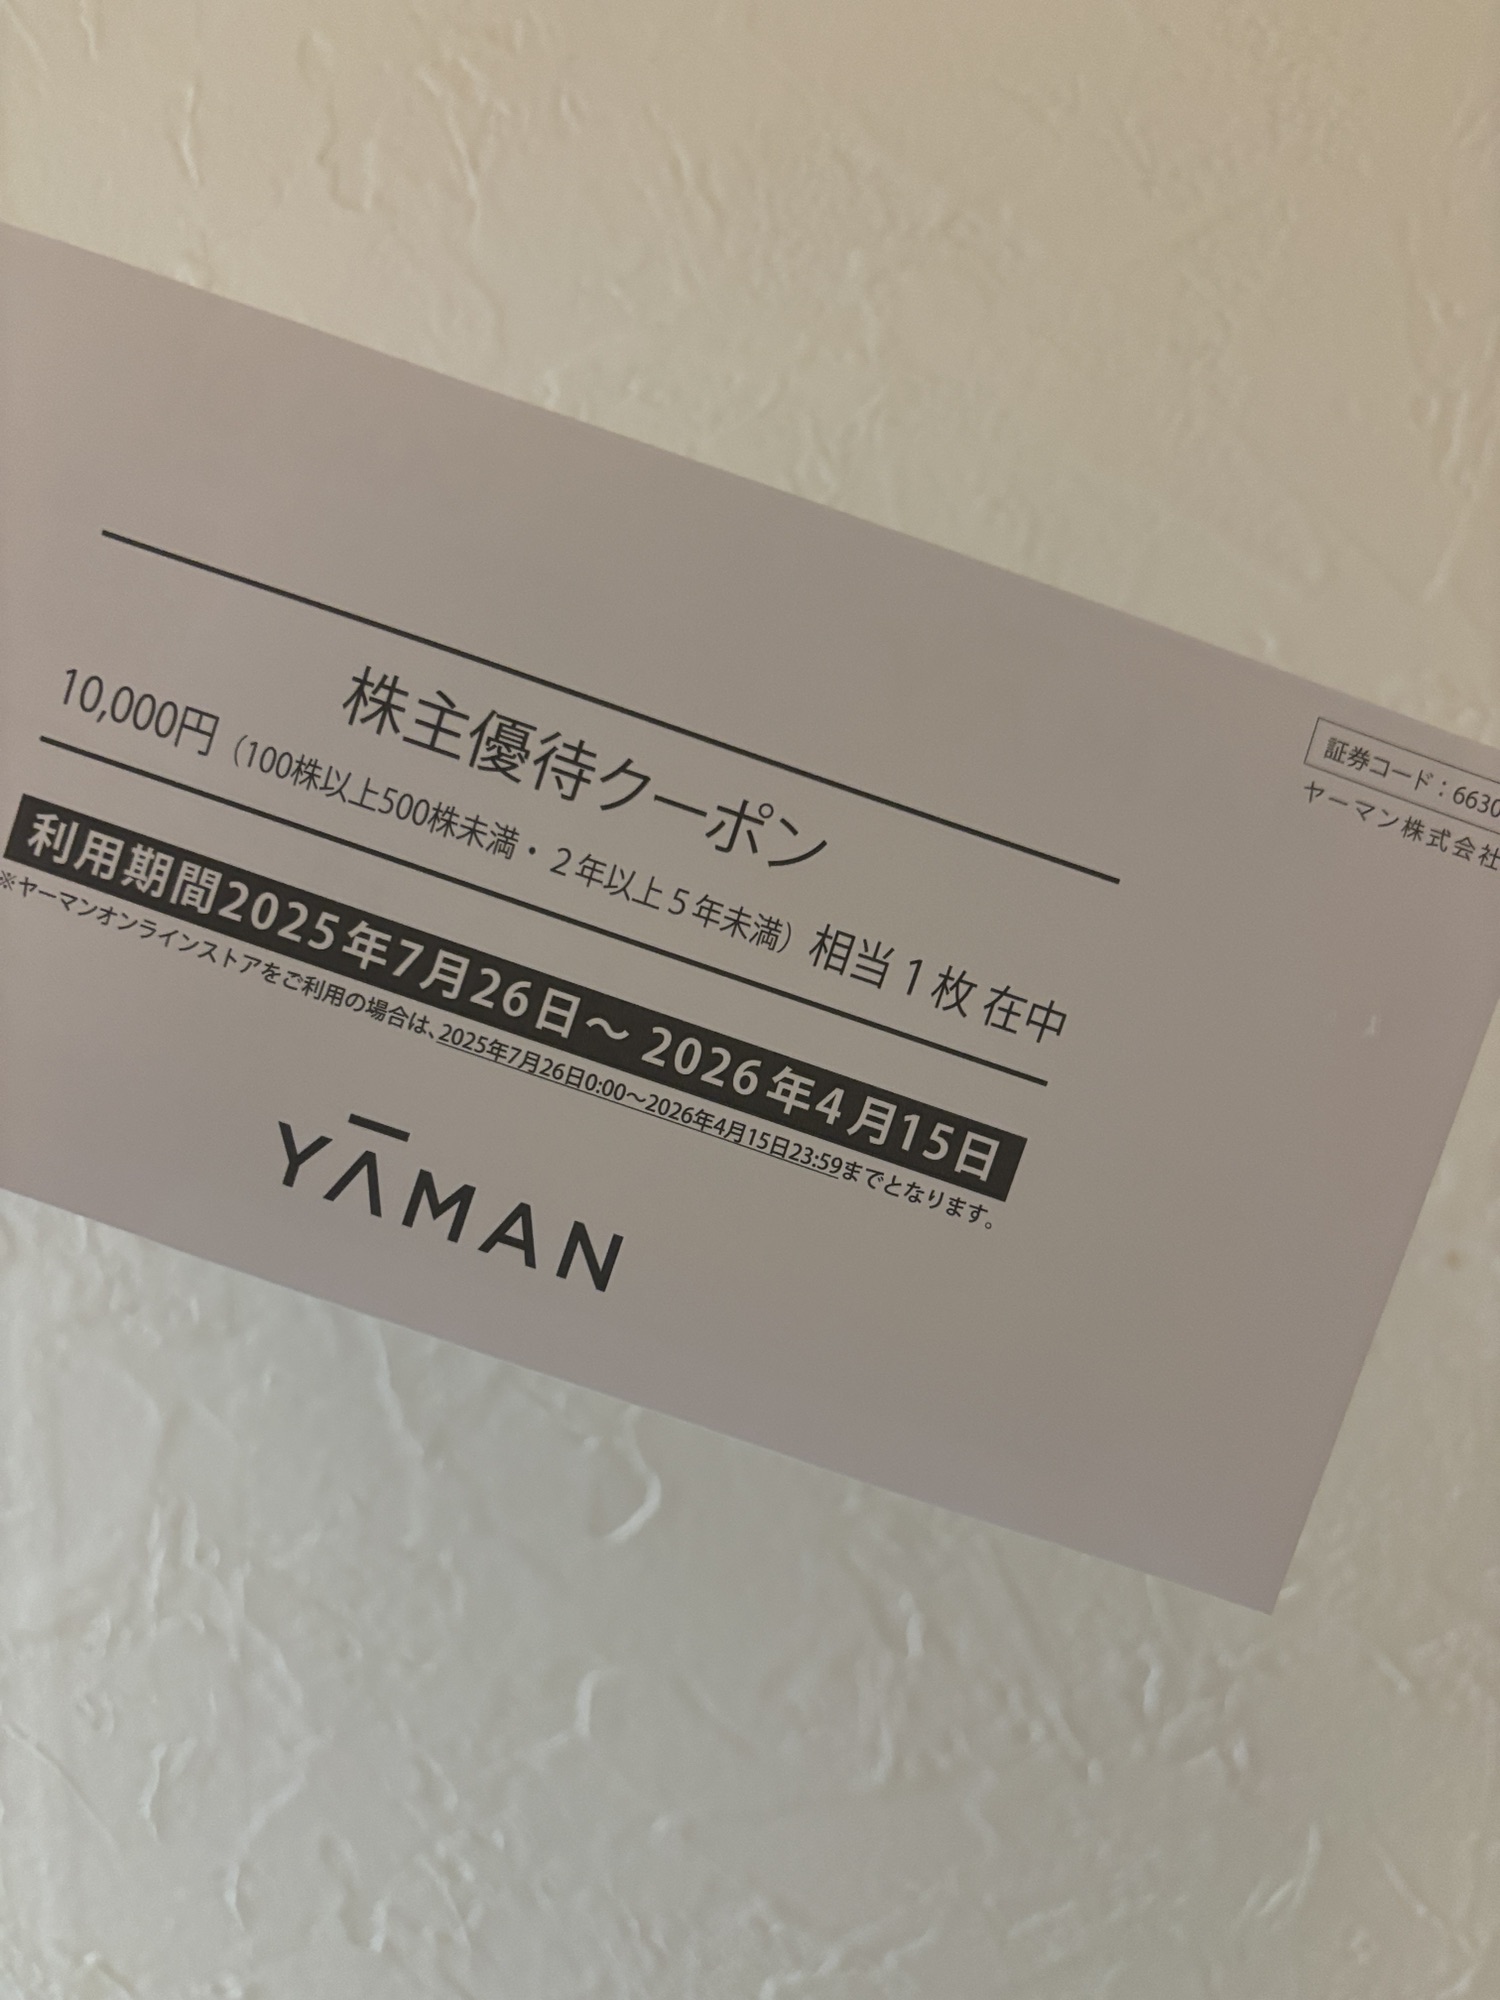 証券コード：6630
ヤーマン株式会社
株主優待クーポン
10,000円（100株以上500株未満・２年以上５年未満）相当１枚 在中
利用期間2025年7月26日～2026年4月15日
※ヤーマンオンラインストアをご利用の場合は、2025年7月26日0:00～2026年4月15日23:59までとなります。
YĀMAN